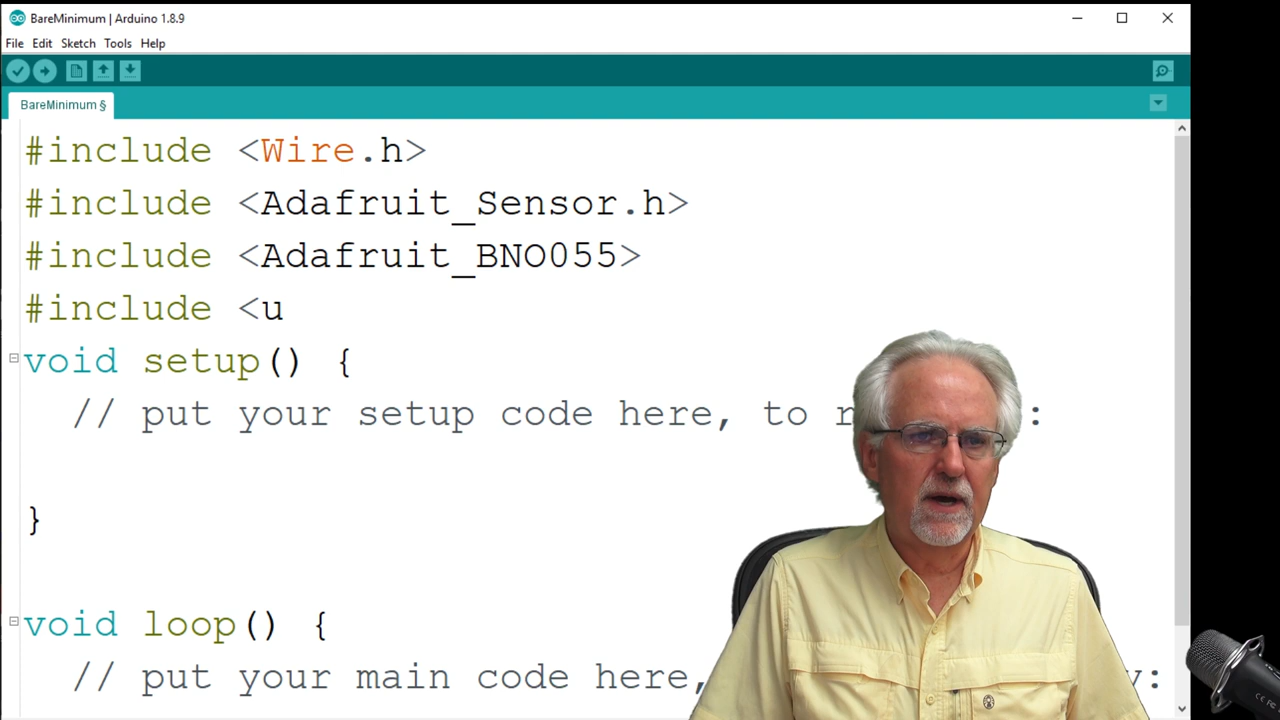 BareMinimum | Arduino 1.8.9
File Edit Sketch Tools Help
BareMinimum §
#include <Wire.h>
#include <Adafruit_Sensor.h>
#include <Adafruit_BNO055>
#include <u
void setup() {
// put your setup code here, to :
}
void loop() {
// put your main code here, :